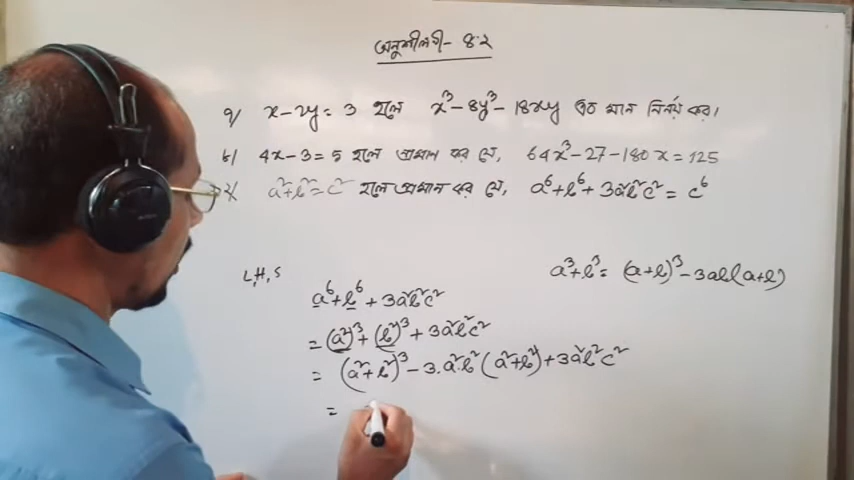 অনুশীলনী - ৪.২
৭/ x - 2y = 3 হলে x³ - 8y³ - 18xy এর মান নির্ণয় কর।
৮। 4x - 3 = 5 হলে প্রমাণ কর যে, 64x³ - 27 - 180x = 125
a² + b² = c² হলে প্রমাণ কর যে, a⁶ + b⁶ + 3a²b²c² = c⁶
L.H.S
a³ + b³ = (a+b)³ - 3ab(a+b)
a⁶ + b⁶ + 3a²b²c²
= (a²)³ + (b²)³ + 3a²b²c²
= (a² + b²)³ - 3.a².b² (a² + b²) + 3a²b²c²
=